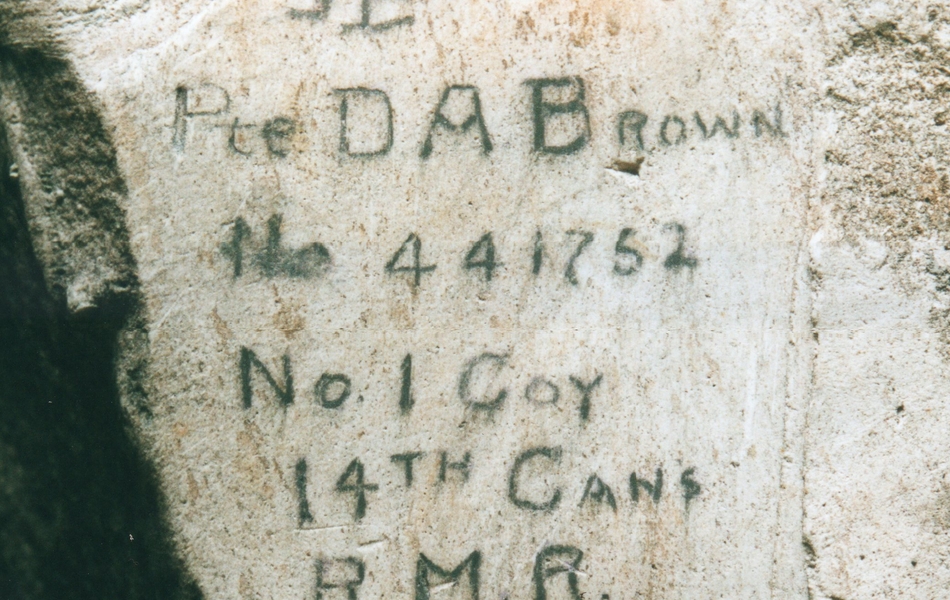 Pte D A BROWN
No 441752
No. 1 Coy
14TH CANS
R M R